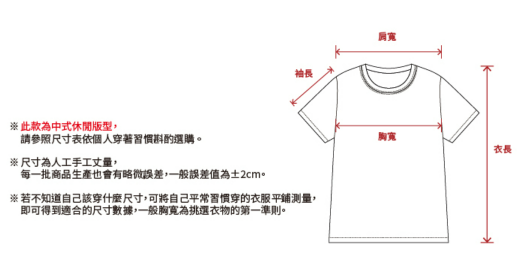 ※ 此款為中式休閒版型，
請參照尺寸表依個人穿著習慣斟酌選購。
※ 尺寸為人工手工丈量，
每一批商品生產也會有略微誤差，一般誤差值為±2cm。
※ 若不知道自己該穿什麼尺寸，可將自己平常習慣穿的衣服平鋪測量，
即可得到適合的尺寸數據，一般胸寬為挑選衣物的第一準則。
肩寬
袖長
胸寬
衣長